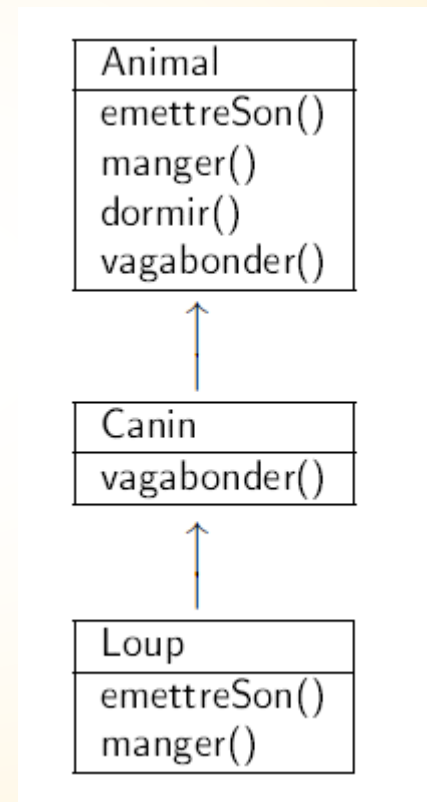 Animal
emettreSon()
manger()
dormir()
vagabonder()
Canin
vagabonder()
Loup
emettreSon()
manger()